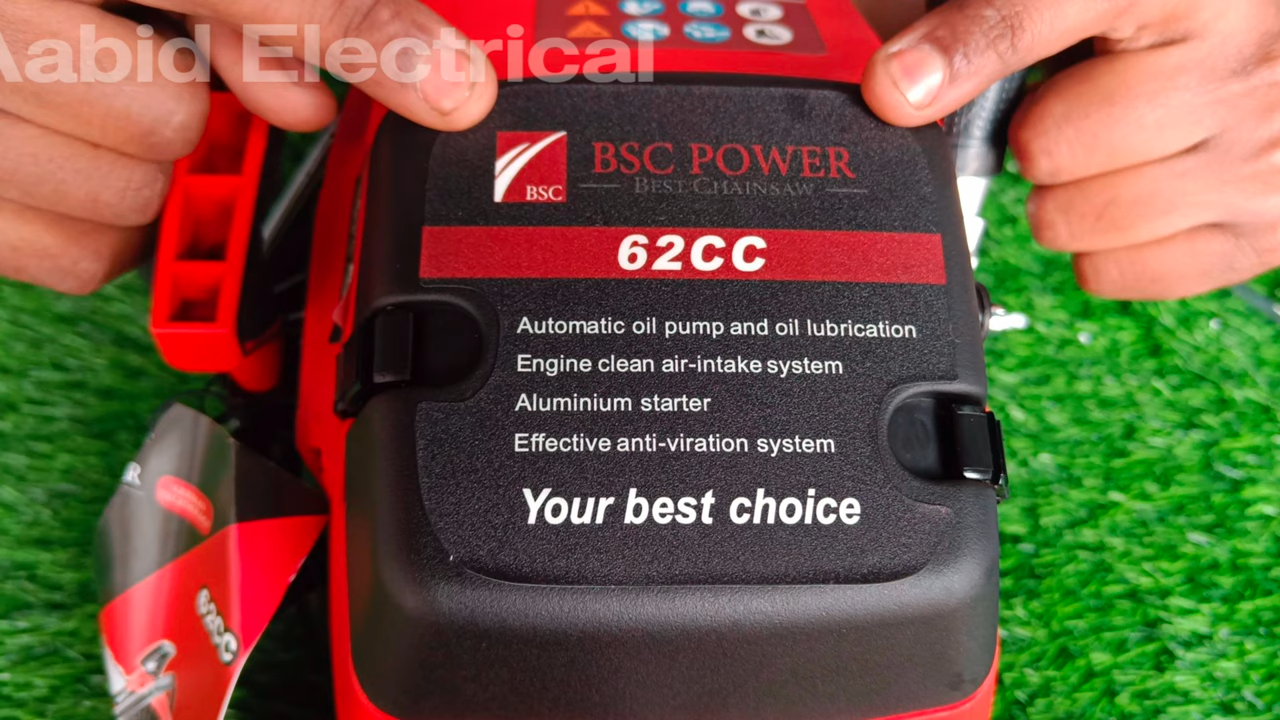 Aabid Electrical
BSC
BSC POWER
BEST CHAINSAW
62CC
Automatic oil pump and oil lubrication
Engine clean air-intake system
Aluminium starter
Effective anti-viration system
Your best choice
R
62CC